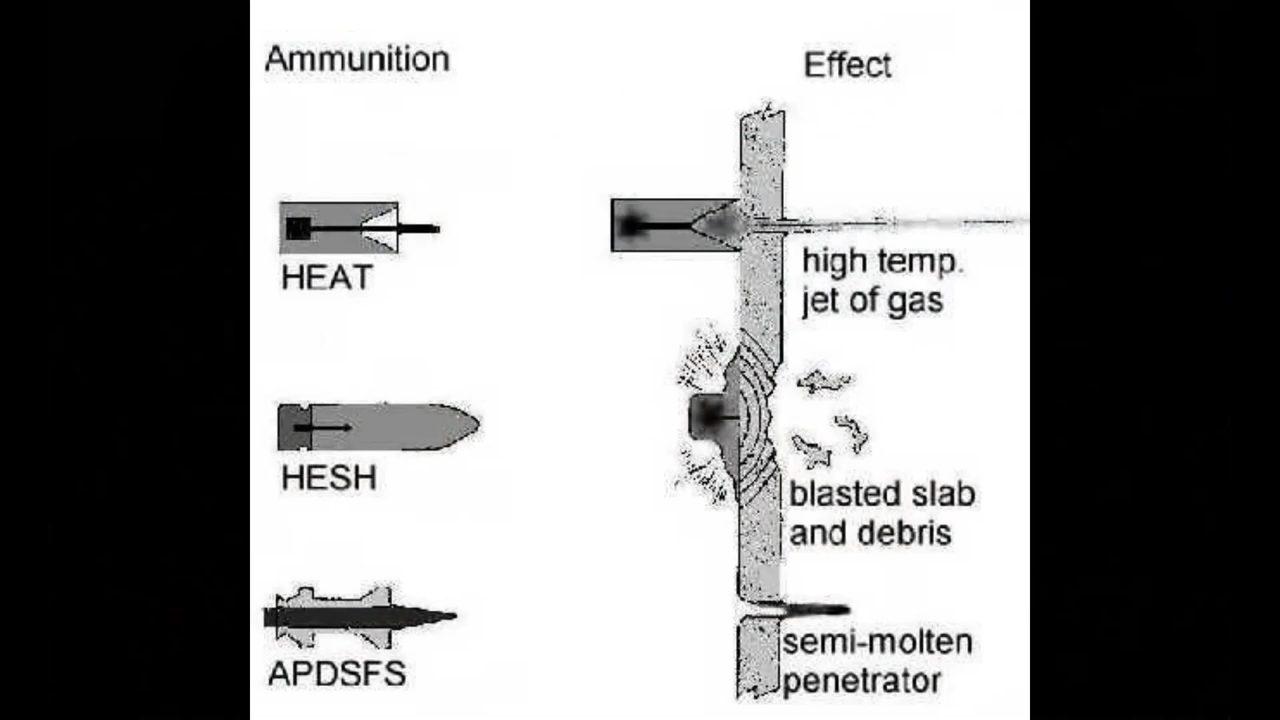 Ammunition
Effect
HEAT
high temp.
jet of gas
HESH
blasted slab
and debris
APDSFS
semi-molten
penetrator